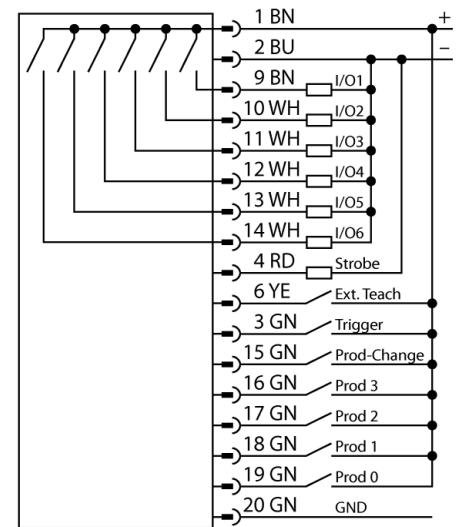 1 BN +
2 BU −
9 BN I/O1
10 WH I/O2
11 WH I/O3
12 WH I/O4
13 WH I/O5
14 WH I/O6
4 RD Strobe
6 YE Ext. Teach
3 GN Trigger
15 GN Prod-Change
16 GN Prod 3
17 GN Prod 2
18 GN Prod 1
19 GN Prod 0
20 GN GND